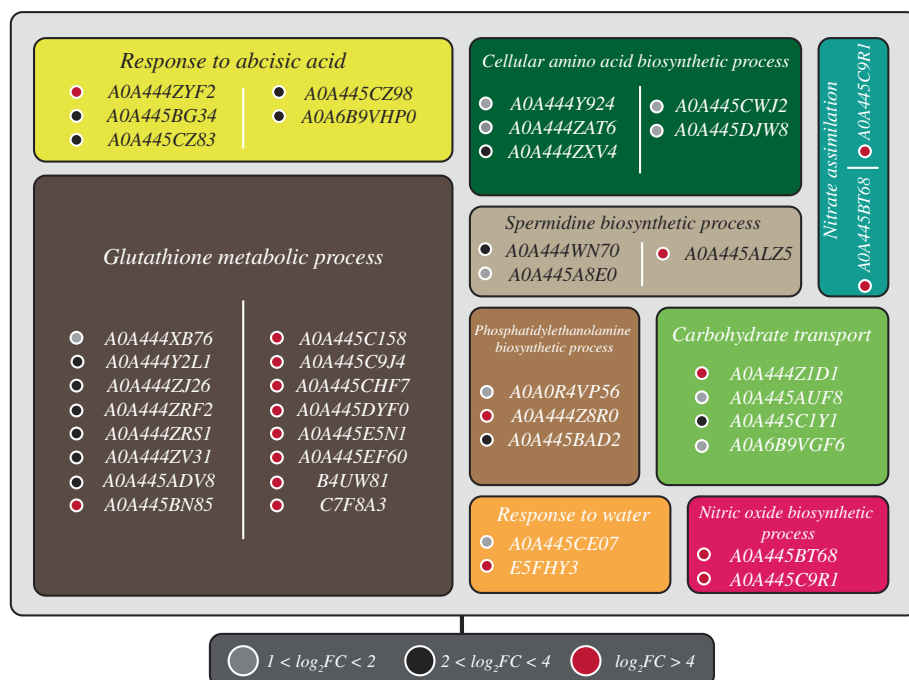 Response to abcisic acid
A0A444ZYF2
A0A445BG34
A0A445CZ83
A0A445CZ98
A0A6B9VHP0
Glutathione metabolic process
A0A444XB76
A0A444Y2L1
A0A444ZJ26
A0A444ZRF2
A0A444ZRS1
A0A444ZV31
A0A445ADV8
A0A445BN85
A0A445C158
A0A445C9J4
A0A445CHF7
A0A445DYF0
A0A445E5N1
A0A445EF60
B4UW81
C7F8A3
Cellular amino acid biosynthetic process
A0A444Y924
A0A444ZAT6
A0A444ZXV4
A0A445CWJ2
A0A445DJW8
Nitrate assimilation
A0A445C9R1
A0A445BT68
Spermidine biosynthetic process
A0A444WN70
A0A445A8E0
A0A445ALZ5
Phosphatidylethanolamine
biosynthetic process
A0A0R4VP56
A0A444Z8R0
A0A445BAD2
Carbohydrate transport
A0A444Z1D1
A0A445AUF8
A0A445C1Y1
A0A6B9VGF6
Response to water
A0A445CE07
E5FHY3
Nitric oxide biosynthetic
process
A0A445BT68
A0A445C9R1
1 < log₂FC < 2
2 < log₂FC < 4
log₂FC > 4